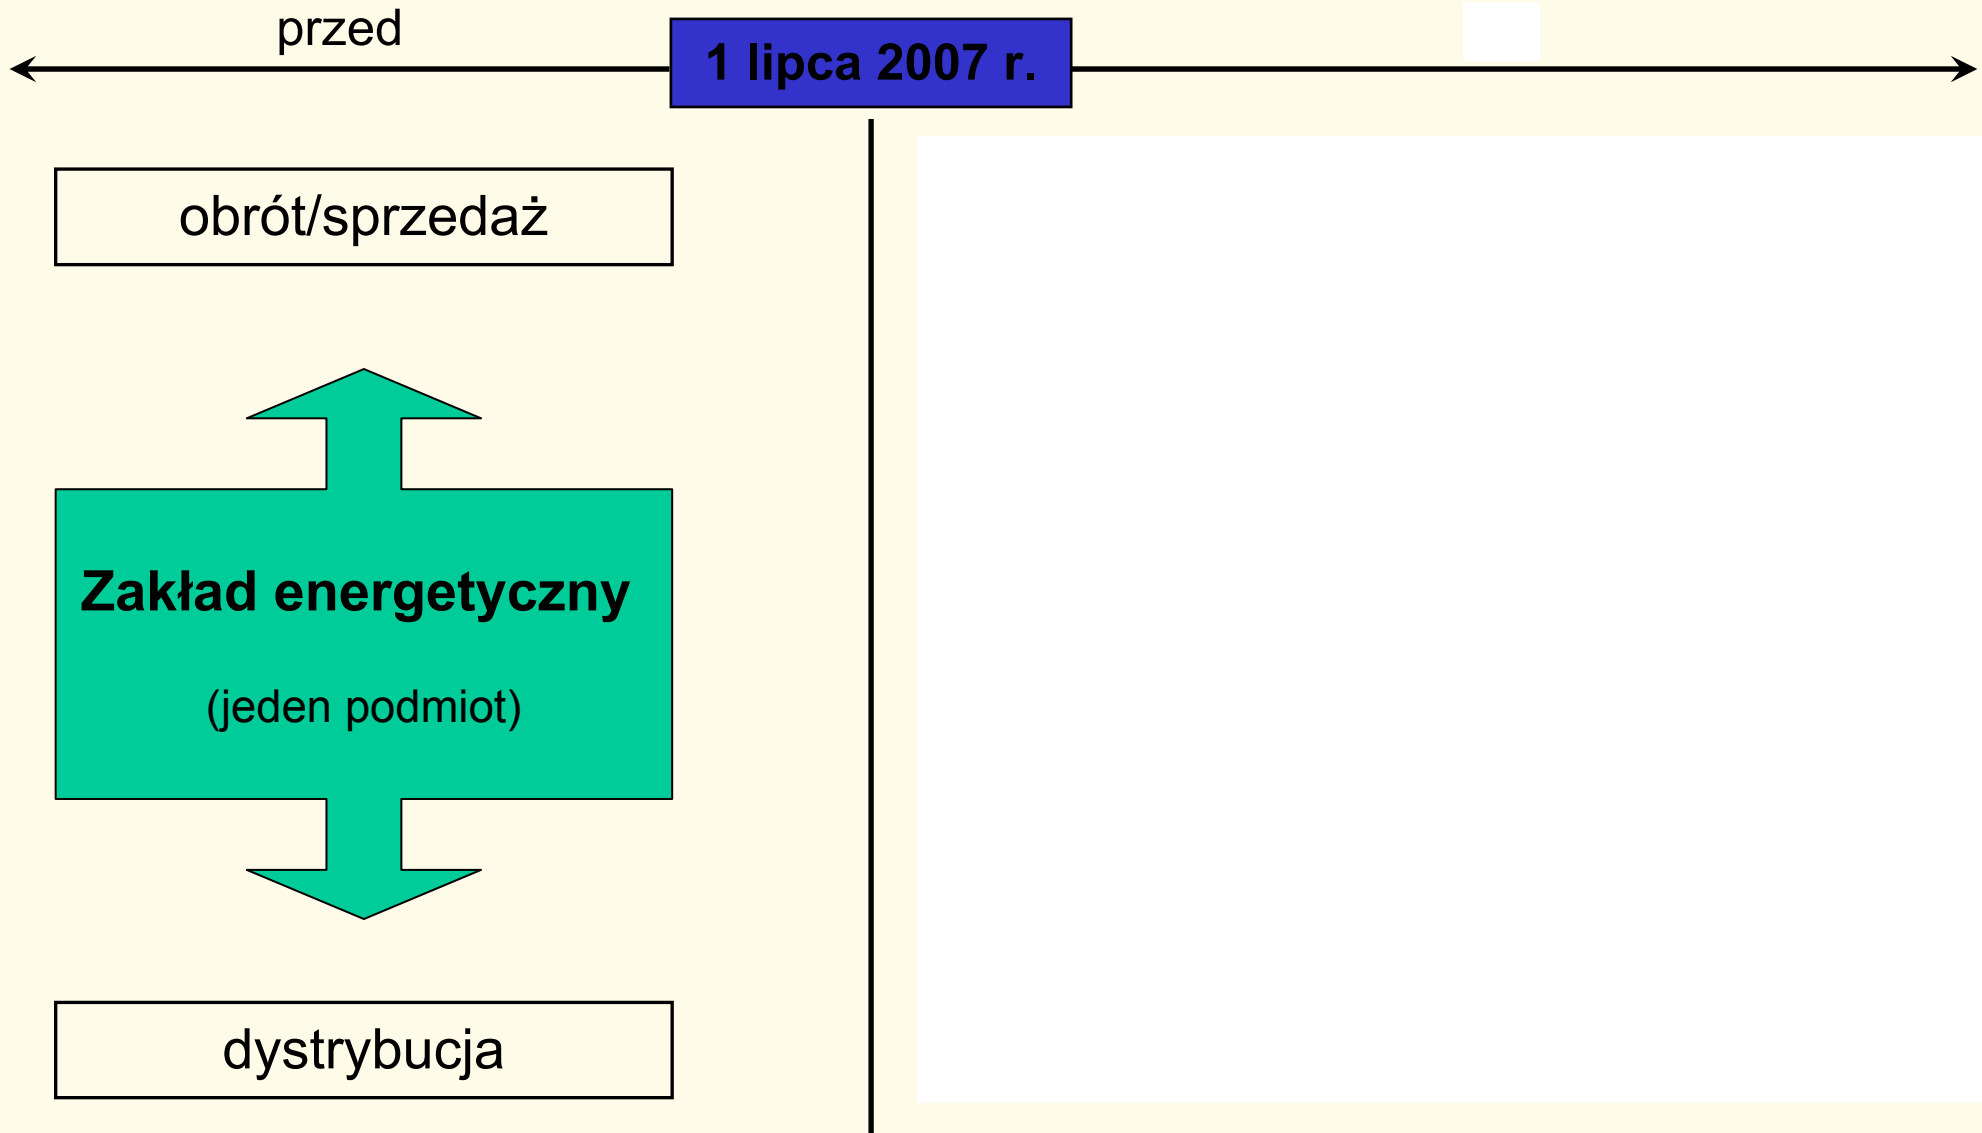 przed
1 lipca 2007 r.
obrót/sprzedaż
Zakład energetyczny
(jeden podmiot)
dystrybucja